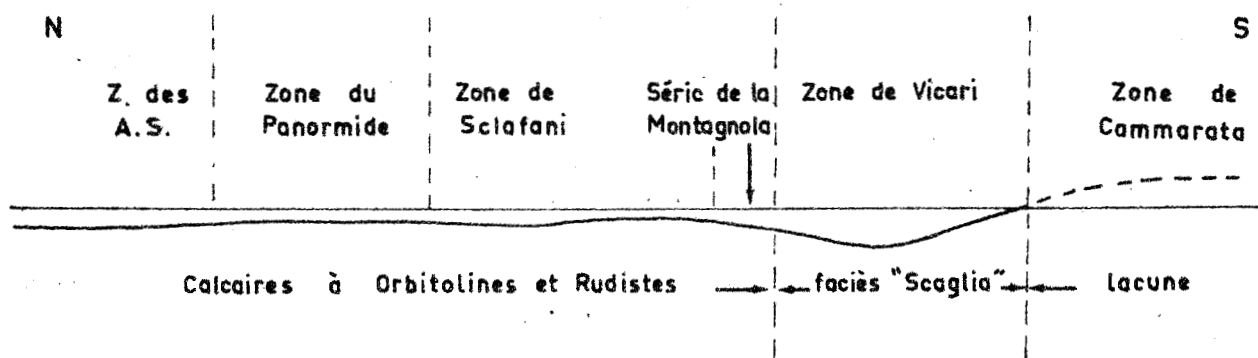 N
S
Z. des
A.S.
Zone du
Panormide
Zone de
Sclafani
Série de la
Montagnola
Zone de Vicari
Zone de
Cammarata
Calcaires à Orbitolines et Rudistes
faciès "Scaglia"
lacune